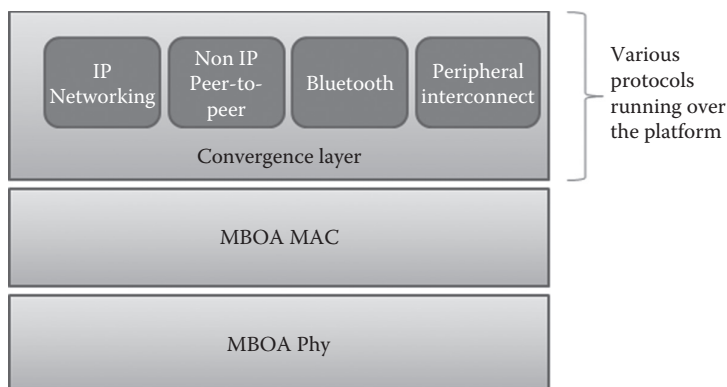 IP
Networking
Non IP
Peer-to-
peer
Bluetooth
Peripheral
interconnect
Convergence layer
Various
protocols
running over
the platform
MBOA MAC
MBOA Phy